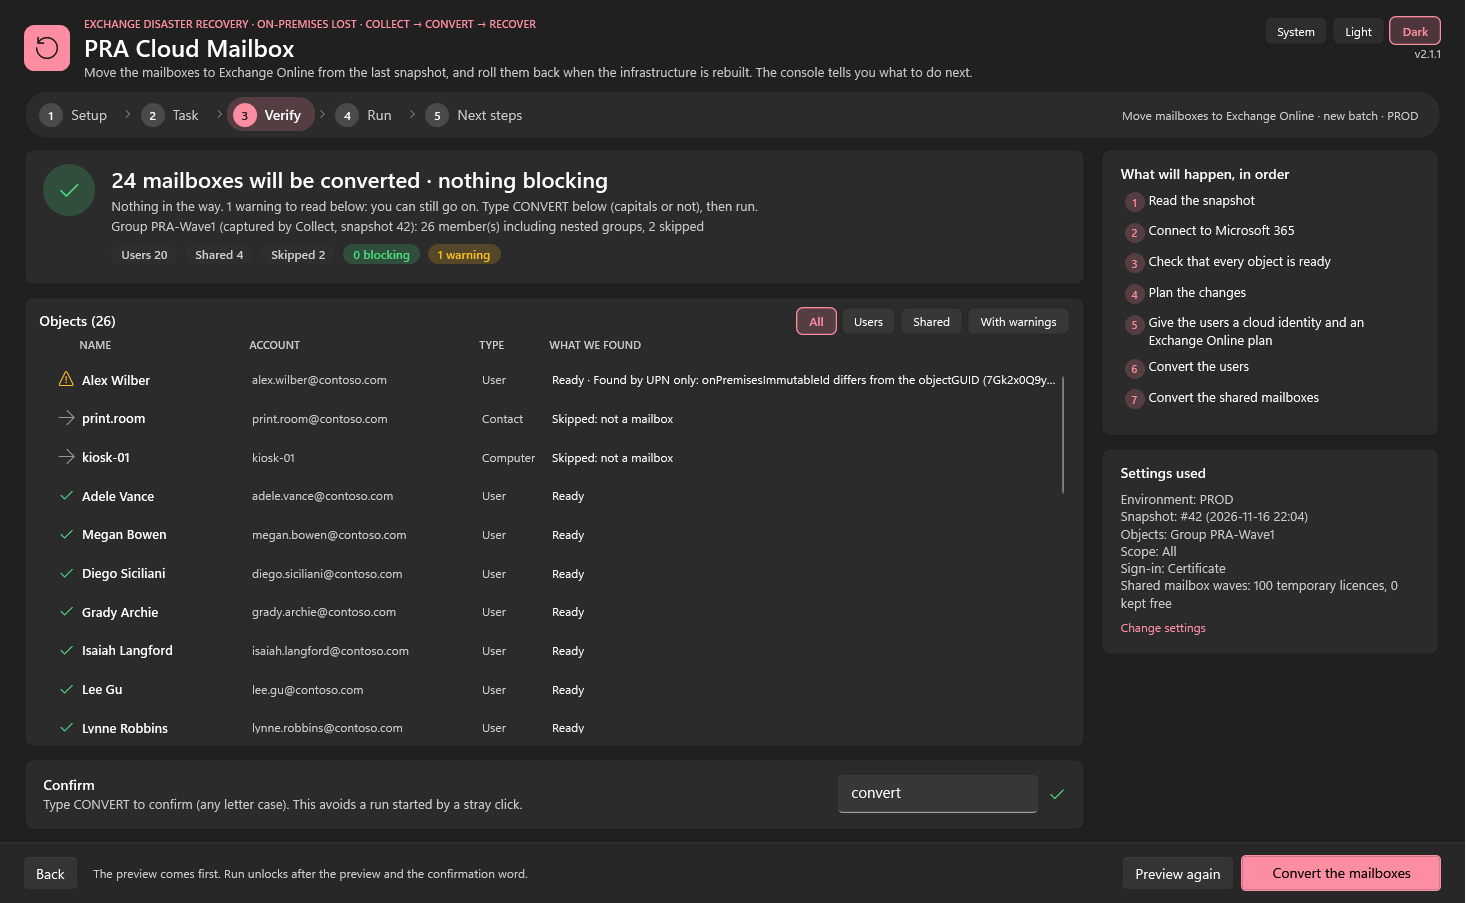 EXCHANGE DISASTER RECOVERY · ON-PREMISES LOST · COLLECT → CONVERT → RECOVER
PRA Cloud Mailbox
Move the mailboxes to Exchange Online from the last snapshot, and roll them back when the infrastructure is rebuilt. The console tells you what to do next.
System
Light
Dark
v2.1.1
1 Setup
2 Task
3 Verify
4 Run
5 Next steps
Move mailboxes to Exchange Online · new batch · PROD
24 mailboxes will be converted · nothing blocking
Nothing in the way. 1 warning to read below: you can still go on. Type CONVERT below (capitals or not), then run.
Group PRA-Wave1 (captured by Collect, snapshot 42): 26 member(s) including nested groups, 2 skipped
Users 20
Shared 4
Skipped 2
0 blocking
1 warning
Objects (26)
All
Users
Shared
With warnings
NAME ACCOUNT TYPE WHAT WE FOUND
Alex Wilber alex.wilber@contoso.com User Ready · Found by UPN only: onPremisesImmutableId differs from the objectGUID (7Gk2x0Q9y...
print.room print.room@contoso.com Contact Skipped: not a mailbox
kiosk-01 kiosk-01 Computer Skipped: not a mailbox
Adele Vance adele.vance@contoso.com User Ready
Megan Bowen megan.bowen@contoso.com User Ready
Diego Siciliani diego.siciliani@contoso.com User Ready
Grady Archie grady.archie@contoso.com User Ready
Isaiah Langford isaiah.langford@contoso.com User Ready
Lee Gu lee.gu@contoso.com User Ready
Lynne Robbins lynne.robbins@contoso.com User Ready
Confirm
Type CONVERT to confirm (any letter case). This avoids a run started by a stray click.
convert
What will happen, in order
1 Read the snapshot
2 Connect to Microsoft 365
3 Check that every object is ready
4 Plan the changes
5 Give the users a cloud identity and an
Exchange Online plan
6 Convert the users
7 Convert the shared mailboxes
Settings used
Environment: PROD
Snapshot: #42 (2026-11-16 22:04)
Objects: Group PRA-Wave1
Scope: All
Sign-in: Certificate
Shared mailbox waves: 100 temporary licences, 0
kept free
Change settings
Back
The preview comes first. Run unlocks after the preview and the confirmation word.
Preview again
Convert the mailboxes